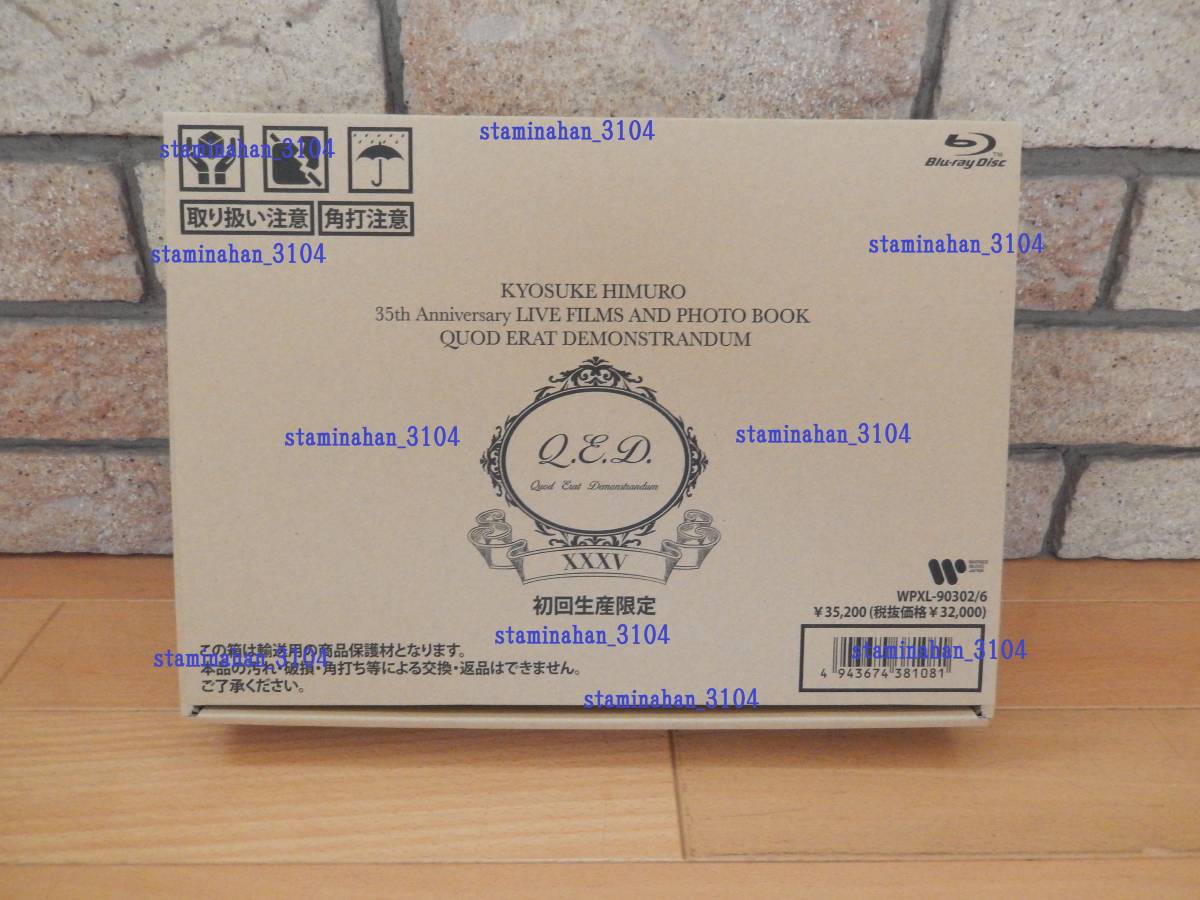 staminahan_3104
staminahan_3104
Blu-ray Disc™
取り扱い注意 角打注意
staminahan_3104
staminahan_3104
KYOSUKE HIMURO
35th Anniversary LIVE FILMS AND PHOTO BOOK
QUOD ERAT DEMONSTRANDUM
staminahan_3104
staminahan_3104
Q.E.D.
Quod Erat Demonstrandum
XXXV
初回生産限定
WARNER MUSIC JAPAN
WPXL-90302/6
¥35,200 (税抜価格¥32,000)
staminahan_3104
この箱は輸送用の商品保護材となります。
staminahan_3104
本品の汚れ・破損・角打ち等による交換・返品はできません。
ご了承ください。
staminahan_3104
4 943674 381081
staminahan_3104